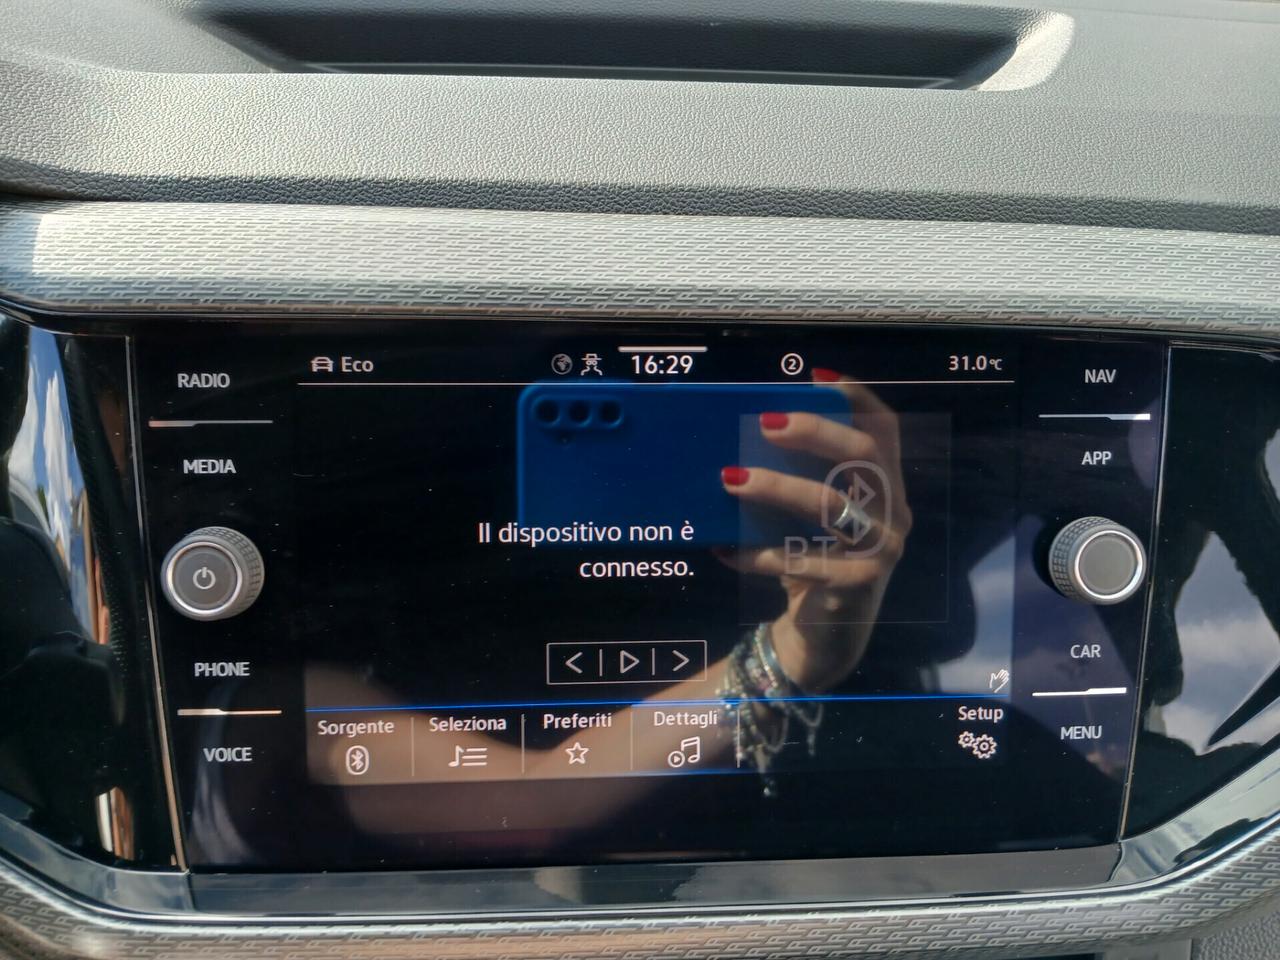 Eco
16:29
2
31.0°C
RADIO
MEDIA
PHONE
VOICE
NAV
APP
CAR
MENU
Il dispositivo non è
connesso.
BT
Sorgente
Seleziona
Preferiti
Dettagli
Setup